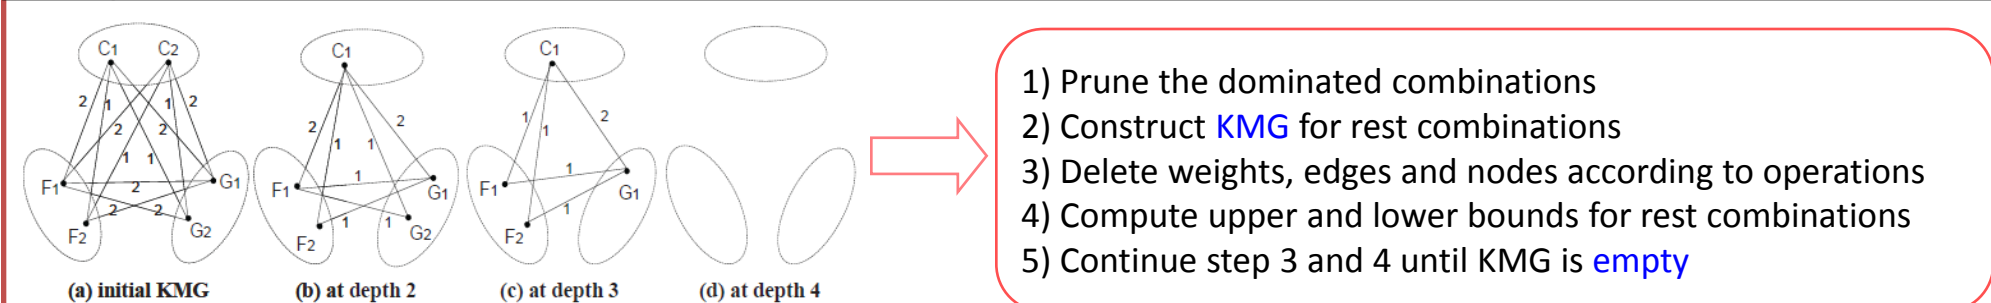 C1 C2
2 1 1 2
2 2
1 1
F1 2 G1
2 2
F2 G2
(a) initial KMG
C1
2 1 1 2
1
F1 G1
1 1
F2 G2
(b) at depth 2
C1
1 1 2
1
F1 G1
1
F2
(c) at depth 3
(d) at depth 4
1) Prune the dominated combinations
2) Construct KMG for rest combinations
3) Delete weights, edges and nodes according to operations
4) Compute upper and lower bounds for rest combinations
5) Continue step 3 and 4 until KMG is empty